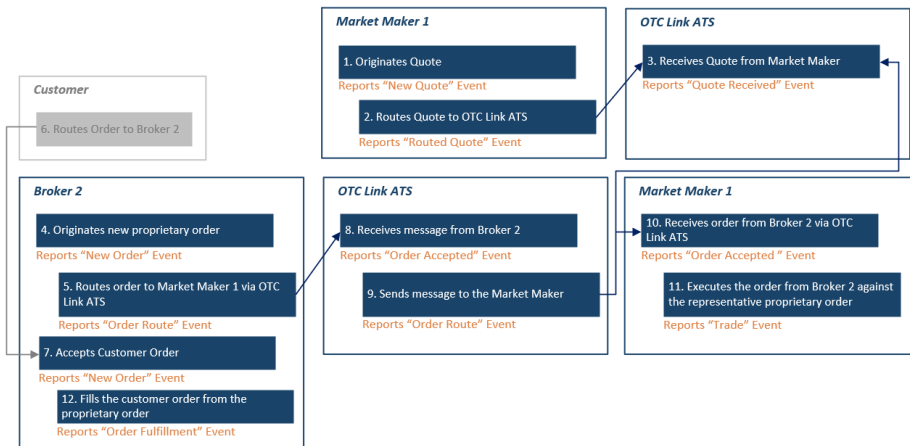 Market Maker 1
1. Originates Quote
Reports "New Quote" Event
2. Routes Quote to OTC Link ATS
Reports "Routed Quote" Event
OTC Link ATS
3. Receives Quote from Market Maker
Reports "Quote Received" Event
Customer
6. Routes Order to Broker 2
Broker 2
4. Originates new proprietary order
Reports "New Order" Event
5. Routes order to Market Maker 1 via OTC
Link ATS
Reports "Order Route" Event
7. Accepts Customer Order
Reports "New Order" Event
12. Fills the customer order from the
proprietary order
Reports "Order Fulfillment" Event
OTC Link ATS
8. Receives message from Broker 2
Reports "Order Accepted" Event
9. Sends message to the Market Maker
Reports "Order Route" Event
Market Maker 1
10. Receives order from Broker 2 via OTC
Link ATS
Reports "Order Accepted " Event
11. Executes the order from Broker 2 against
the representative proprietary order
Reports "Trade" Event